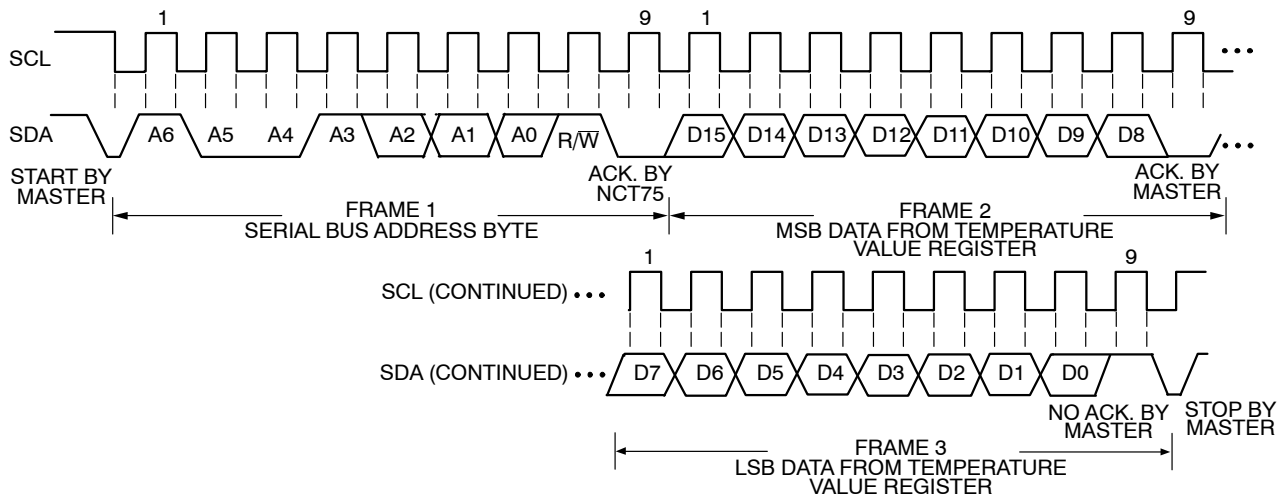 1 9 1 9
SCL
SDA A6 A5 A4 A3 A2 A1 A0 R/W̅ D15 D14 D13 D12 D11 D10 D9 D8
START BY
MASTER
ACK. BY
NCT75
ACK. BY
MASTER
FRAME 1
SERIAL BUS ADDRESS BYTE
FRAME 2
MSB DATA FROM TEMPERATURE
VALUE REGISTER
1 9
SCL (CONTINUED)
SDA (CONTINUED) D7 D6 D5 D4 D3 D2 D1 D0
NO ACK. BY
MASTER
STOP BY
MASTER
FRAME 3
LSB DATA FROM TEMPERATURE
VALUE REGISTER